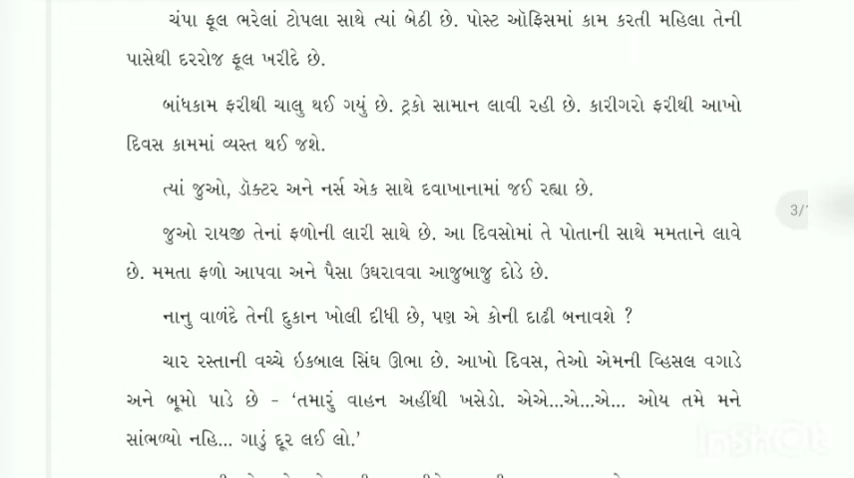 ચંપા ફૂલ ભરેલાં ટોપલા સાથે ત્યાં બેઠી છે. પોસ્ટ ઑફિસમાં કામ કરતી મહિલા તેની
પાસેથી દરરોજ ફૂલ ખરીદે છે.
બાંધકામ ફરીથી ચાલુ થઈ ગયું છે. ટ્રકો સામાન લાવી રહી છે. કારીગરો ફરીથી આખો
દિવસ કામમાં વ્યસ્ત થઈ જશે.
ત્યાં જુઓ, ડૉક્ટર અને નર્સ એક સાથે દવાખાનામાં જઈ રહ્યા છે.
જુઓ રાયજી તેનાં ફળોની લારી સાથે છે. આ દિવસોમાં તે પોતાની સાથે મમતાને લાવે
છે. મમતા ફળો આપવા અને પૈસા ઉઘરાવવા આજુબાજુ દોડે છે.
નાનુ વાળંદે તેની દુકાન ખોલી દીધી છે, પણ એ કોની દાઢી બનાવશે ?
ચાર રસ્તાની વચ્ચે ઇકબાલ સિંઘ ઊભા છે. આખો દિવસ, તેઓ એમની વ્હિસલ વગાડે
અને બૂમો પાડે છે – ‘તમારું વાહન અહીંથી ખસેડો. એએ...એ...એ... ઓય તમે મને
સાંભળ્યો નહિ... ગાડું દૂર લઈ લો.’
3/
InShOt